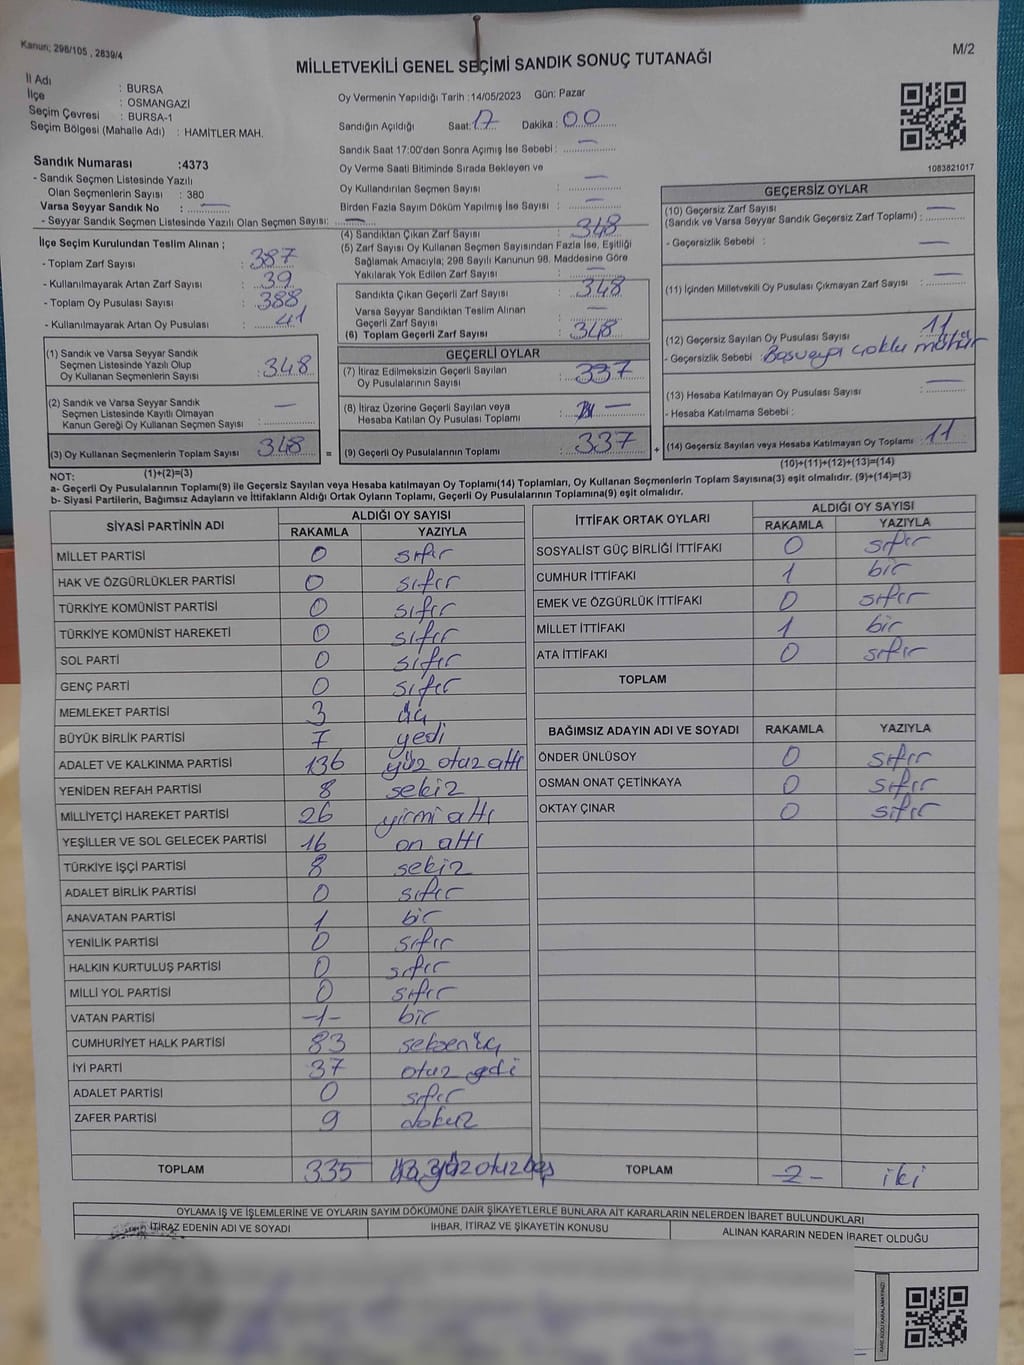 Kanun; 298/105 , 2839/4
M/2
MİLLETVEKİLİ GENEL SEÇİMİ SANDIK SONUÇ TUTANAĞI
İl Adı : BURSA
İlçe : OSMANGAZİ
Seçim Çevresi : BURSA-1
Seçim Bölgesi (Mahalle Adı) : HAMİTLER MAH.
Sandık Numarası :4373
- Sandık Seçmen Listesinde Yazılı
Olan Seçmenlerin Sayısı : 380
Varsa Seyyar Sandık No : —
- Seyyar Sandık Seçmen Listesinde Yazılı Olan Seçmen Sayısı: —
Oy Vermenin Yapıldığı Tarih :14/05/2023 Gün: Pazar
Sandığın Açıldığı Saat: 17 Dakika: 00
Sandık Saat 17:00'den Sonra Açımış İse Sebebi : —
Oy Verme Saati Bitiminde Sırada Bekleyen ve
Oy Kullandırılan Seçmen Sayısı : —
Birden Fazla Sayım Döküm Yapılmış İse Sayısı : —
1083821017
İlçe Seçim Kurulundan Teslim Alınan ;
- Toplam Zarf Sayısı : 387
- Kullanılmayarak Artan Zarf Sayısı : 39
- Toplam Oy Pusulası Sayısı : 388
- Kullanılmayarak Artan Oy Pusulası : 41
(4) Sandıktan Çıkan Zarf Sayısı : 348
(5) Zarf Sayısı Oy Kullanan Seçmen Sayısından Fazla İse, Eşitliği
Sağlamak Amacıyla; 298 Sayılı Kanunun 98. Maddesine Göre
Yakılarak Yok Edilen Zarf Sayısı : —
Sandıkta Çıkan Geçerli Zarf Sayısı : 348
Varsa Seyyar Sandıktan Teslim Alınan
Geçerli Zarf Sayısı : —
(6) Toplam Geçerli Zarf Sayısı : 348
GEÇERSİZ OYLAR
(10) Geçersiz Zarf Sayısı
(Sandık ve Varsa Seyyar Sandık Geçersiz Zarf Toplamı) : —
- Geçersizlik Sebebi : —
(11) İçinden Milletvekili Oy Pusulası Çıkmayan Zarf Sayısı : —
(12) Geçersiz Sayılan Oy Pusulası Sayısı : 11
- Geçersizlik Sebebi :
(13) Hesaba Katılmayan Oy Pusulası Sayısı : —
- Hesaba Katılmama Sebebi :
(14) Geçersiz Sayılan veya Hesaba Katılmayan Oy Toplamı : 11
(10)+(11)+(12)+(13)=(14)
(1) Sandık ve Varsa Seyyar Sandık
Seçmen Listesinde Yazılı Olup
Oy Kullanan Seçmenlerin Sayısı : 348
(2) Sandık ve Varsa Seyyar Sandık
Seçmen Listesinde Kayıtlı Olmayan
Kanun Gereği Oy Kullanan Seçmen Sayısı : —
(3) Oy Kullanan Seçmenlerin Toplam Sayısı : 348 =
(1)+(2)=(3)
GEÇERLİ OYLAR
(7) İtiraz Edilmeksizin Geçerli Sayılan
Oy Pusulalarının Sayısı : 337
(8) İtiraz Üzerine Geçerli Sayılan veya
Hesaba Katılan Oy Pusulası Toplamı : —
(9) Geçerli Oy Pusulalarının Toplamı : 337 +
NOT:
a- Geçerli Oy Pusulalarının Toplamı(9) ile Geçersiz Sayılan veya Hesaba katılmayan Oy Toplamı(14) Toplamları, Oy Kullanan Seçmenlerin Toplam Sayısına(3) eşit olmalıdır. (9)+(14)=(3)
b- Siyasi Partilerin, Bağımsız Adayların ve İttifakların Aldığı Ortak Oyların Toplamı, Geçerli Oy Pusulalarının Toplamına(9) eşit olmalıdır.
SİYASİ PARTİNİN ADI ALDIĞI OY SAYISI
RAKAMLA YAZIYLA
MİLLET PARTİSİ 0 sıfır
HAK VE ÖZGÜRLÜKLER PARTİSİ 0 sıfır
TÜRKİYE KOMÜNİST PARTİSİ 0 sıfır
TÜRKİYE KOMÜNİST HAREKETİ 0 sıfır
SOL PARTİ 0 sıfır
GENÇ PARTİ 0 sıfır
MEMLEKET PARTİSİ 3 üç
BÜYÜK BİRLİK PARTİSİ 7 yedi
ADALET VE KALKINMA PARTİSİ 136 yüz otuz altı
YENİDEN REFAH PARTİSİ 8 sekiz
MİLLİYETÇİ HAREKET PARTİSİ 26 yirmi altı
YEŞİLLER VE SOL GELECEK PARTİSİ 16 on altı
TÜRKİYE İŞÇİ PARTİSİ 8 sekiz
ADALET BİRLİK PARTİSİ 0 sıfır
ANAVATAN PARTİSİ 1 bir
YENİLİK PARTİSİ 0 sıfır
HALKIN KURTULUŞ PARTİSİ 0 sıfır
MİLLİ YOL PARTİSİ 0 sıfır
VATAN PARTİSİ -1- bir
CUMHURİYET HALK PARTİSİ 83 seksen üç
İYİ PARTİ 37 otuz yedi
ADALET PARTİSİ 0 sıfır
ZAFER PARTİSİ 9 dokuz
TOPLAM 335 üçyüz otuz beş
İTTİFAK ORTAK OYLARI ALDIĞI OY SAYISI
RAKAMLA YAZIYLA
SOSYALİST GÜÇ BİRLİĞİ İTTİFAKI 0 sıfır
CUMHUR İTTİFAKI 1 bir
EMEK VE ÖZGÜRLÜK İTTİFAKI 0 sıfır
MİLLET İTTİFAKI 1 bir
ATA İTTİFAKI 0 sıfır
TOPLAM
BAĞIMSIZ ADAYIN ADI VE SOYADI RAKAMLA YAZIYLA
ÖNDER ÜNLÜSOY 0 sıfır
OSMAN ONAT ÇETİNKAYA 0 sıfır
OKTAY ÇINAR 0 sıfır
TOPLAM -2- iki
OYLAMA İŞ VE İŞLEMLERİNE VE OYLARIN SAYIM DÖKÜMÜNE DAİR ŞİKAYETLERLE BUNLARA AİT KARARLARIN NELERDEN İBARET BULUNDUKLARI
İTİRAZ EDENİN ADI VE SOYADI İHBAR, İTİRAZ VE ŞİKAYETİN KONUSU ALINAN KARARIN NEDEN İBARET OLDUĞU